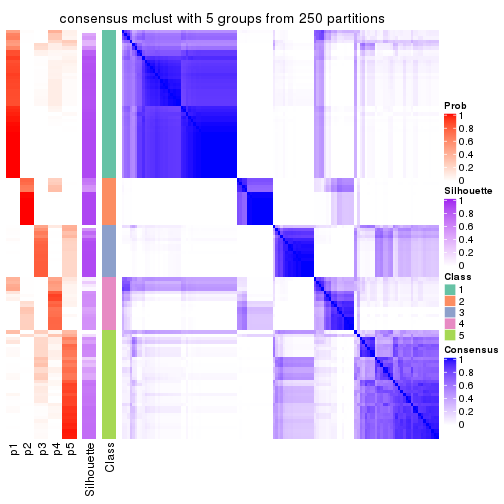 consensus mclust with 5 groups from 250 partitions
Prob
1
0.8
0.6
0.4
0.2
0
Silhouette
1
0.8
0.6
0.4
0.2
0
Class
1
2
3
4
5
Consensus
1
0.8
0.6
0.4
0.2
0
p1
p2
p3
p4
p5
Silhouette
Class